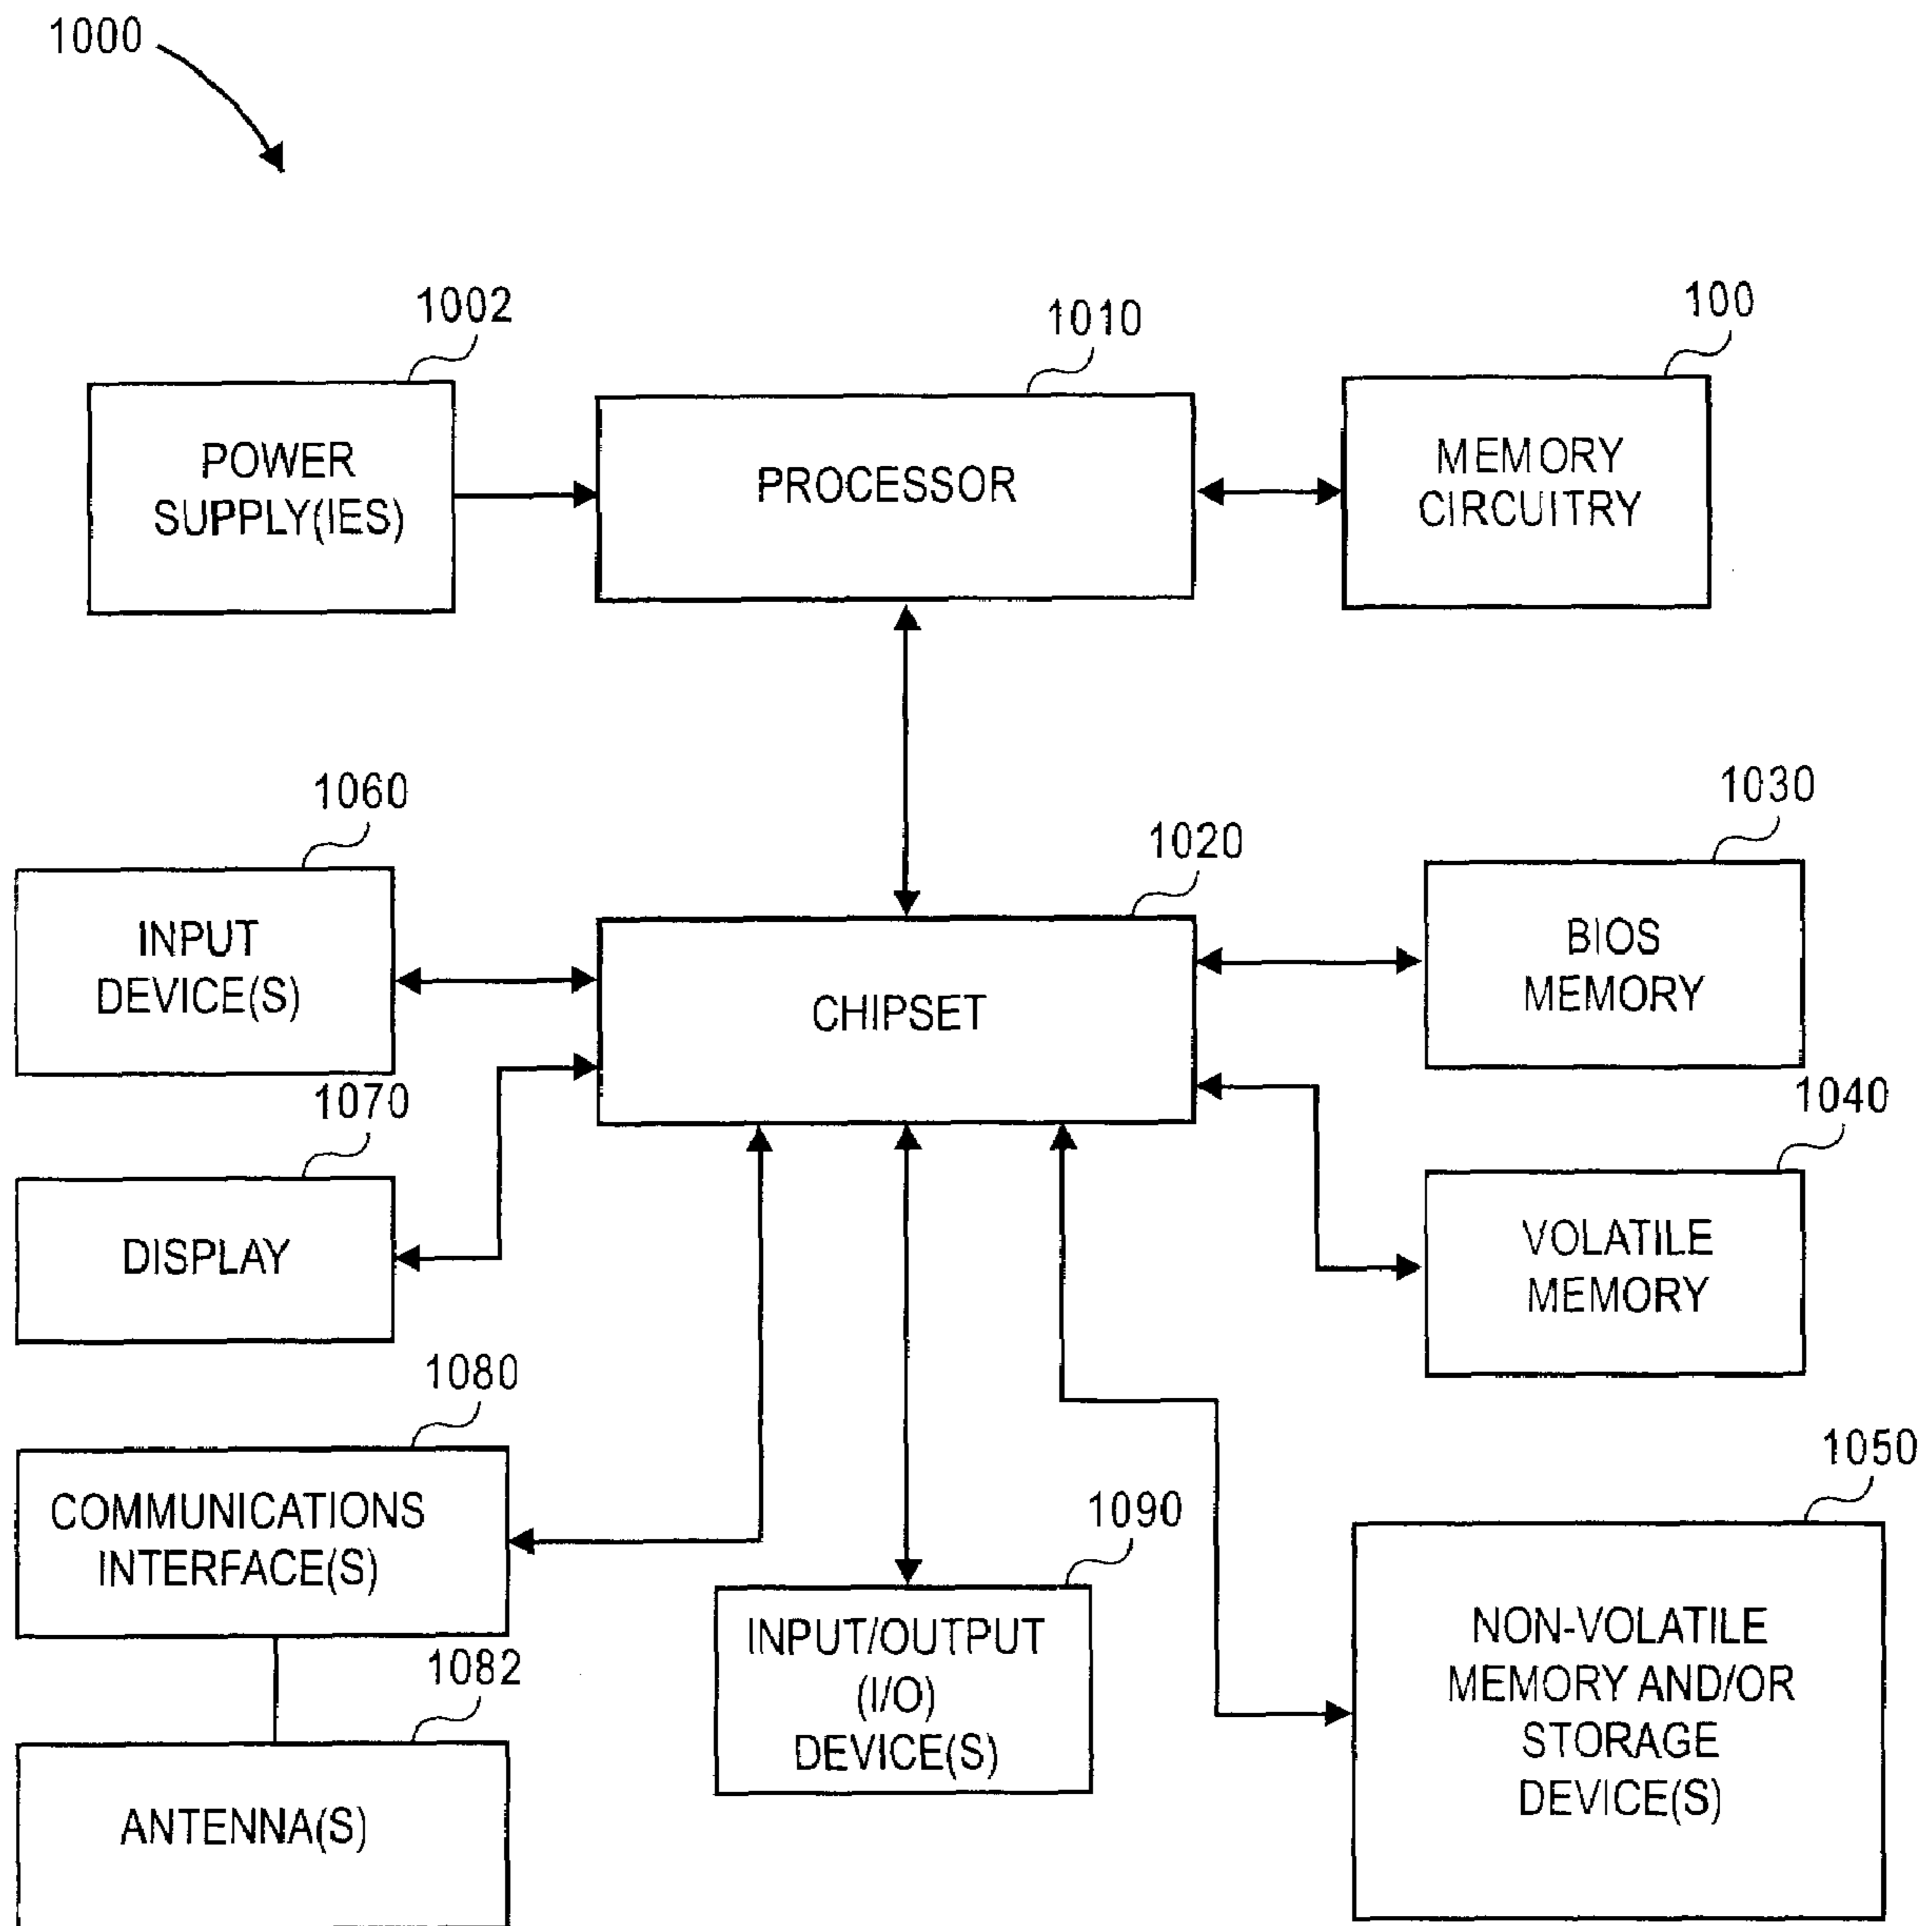 1000
1002
1010
100
POWER
SUPPLY(IES)
PROCESSOR
MEMORY
CIRCUITRY
1060
1020
1030
INPUT
DEVICE(S)
CHIPSET
BIOS
MEMORY
1070
1040
DISPLAY
VOLATILE
MEMORY
1080
1050
COMMUNICATIONS
INTERFACE(S)
1090
1082
INPUT/OUTPUT
(I/O)
DEVICE(S)
NON-VOLATILE
MEMORY AND/OR
STORAGE
DEVICE(S)
ANTENNA(S)